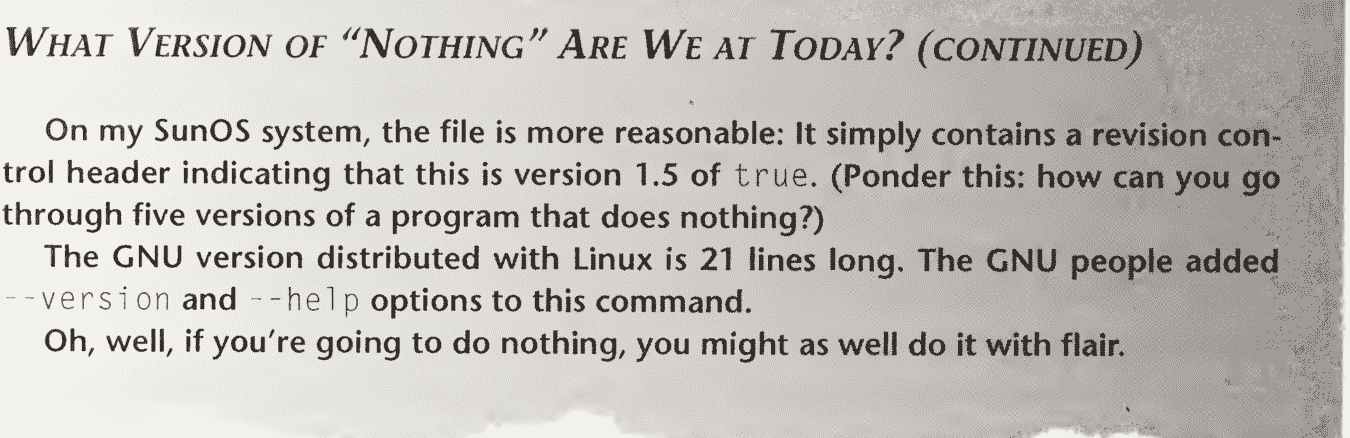 WHAT VERSION OF “NOTHING” ARE WE AT TODAY? (CONTINUED)
On my SunOS system, the file is more reasonable: It simply contains a revision con-
trol header indicating that this is version 1.5 of true. (Ponder this: how can you go
through five versions of a program that does nothing?)
The GNU version distributed with Linux is 21 lines long. The GNU people added
--version and --help options to this command.
Oh, well, if you’re going to do nothing, you might as well do it with flair.